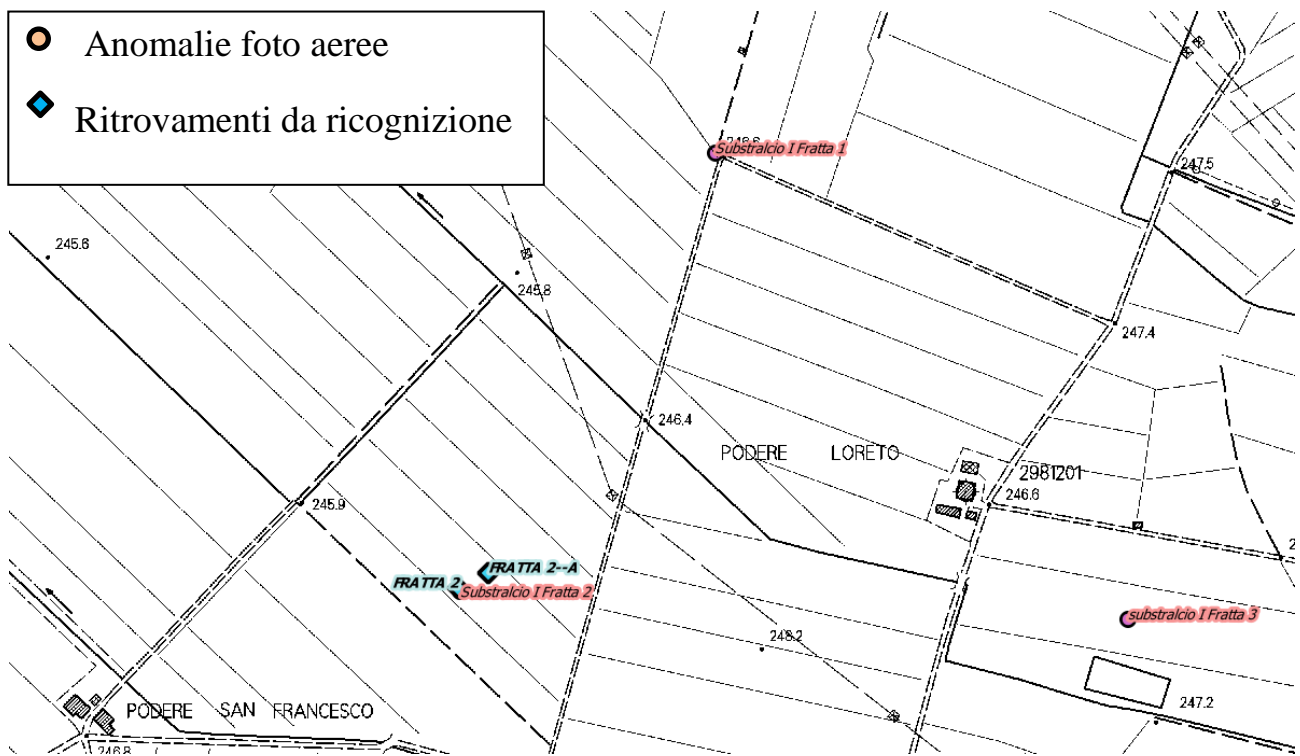 Anomalie foto aeree
Ritrovamenti da ricognizione
Substralcio I Fratta 1
247.5
245.6
245.8
247.4
246.4
PODERE LORETO
2981201
246.6
245.9
FRATTA 2--A
FRATTA 2
Substralcio I Fratta 2
substralcio I Fratta 3
248.2
247.2
PODERE SAN FRANCESCO
246.8